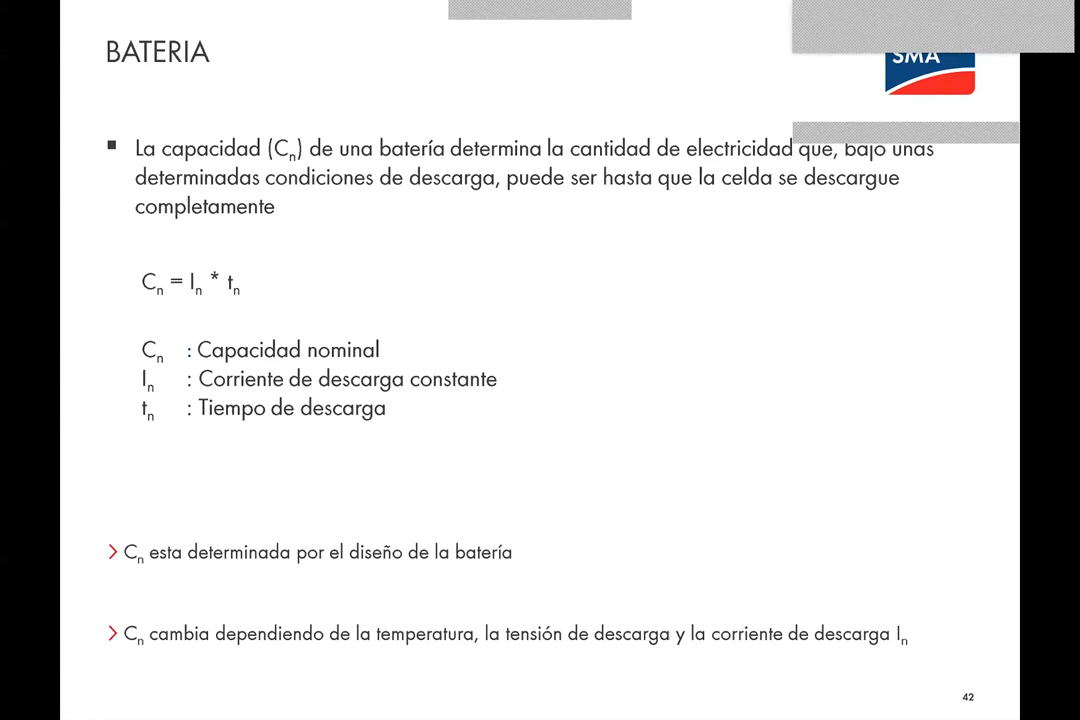 BATERIA
SMA
▪ La capacidad (Cn) de una batería determina la cantidad de electricidad que, bajo unas
determinadas condiciones de descarga, puede ser hasta que la celda se descargue
completamente
Cn = In * tn
Cn : Capacidad nominal
In : Corriente de descarga constante
tn : Tiempo de descarga
> Cn esta determinada por el diseño de la batería
> Cn cambia dependiendo de la temperatura, la tensión de descarga y la corriente de descarga In
42